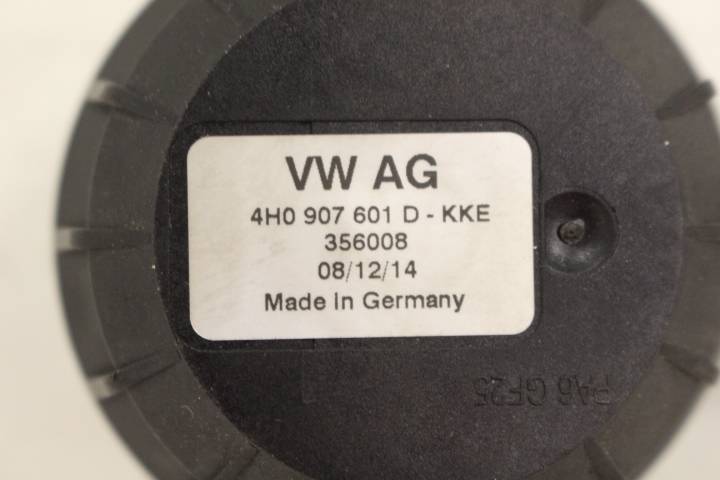 VW AG
4H0 907 601 D - KKE
356008
08/12/14
Made in Germany
PA6 GF25